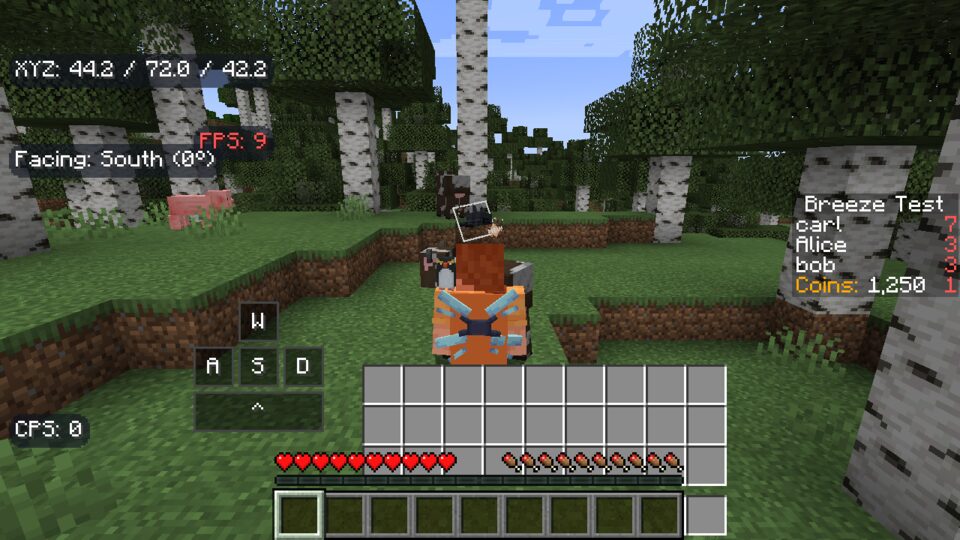 XYZ: 44.2 / 72.0 / 42.2
FPS: 9
Facing: South (0°)
Breeze Test
carl 7
Alice 3
bob 3
Coins: 1,250 1
W
A S D
^
CPS: 0